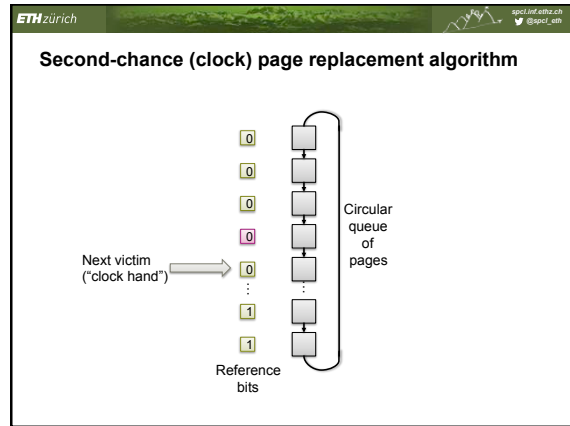 ETH zürich
spcl.inf.ethz.ch
@spcl_eth
Second-chance (clock) page replacement algorithm
0
0
0
0
Circular
queue
of
pages
Next victim
("clock hand")
0
1
1
Reference
bits